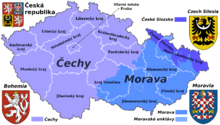 Česká
republika
Hlavní město
Praha
České Slezsko
Czech Silesia
Liberecký kraj
Ústecký kraj
Karlovarský
kraj
Středočeský kraj
Královéhradecký
kraj
Pardubický kraj
Čechy
Plzeňský kraj
Jihočeský kraj
Kraj Vysočina
Olomoucký kraj
Morava
Zlínský kraj
Jihomoravský kraj
Bohemia
Moravia
Čechy
Morava
Moravské enklávy